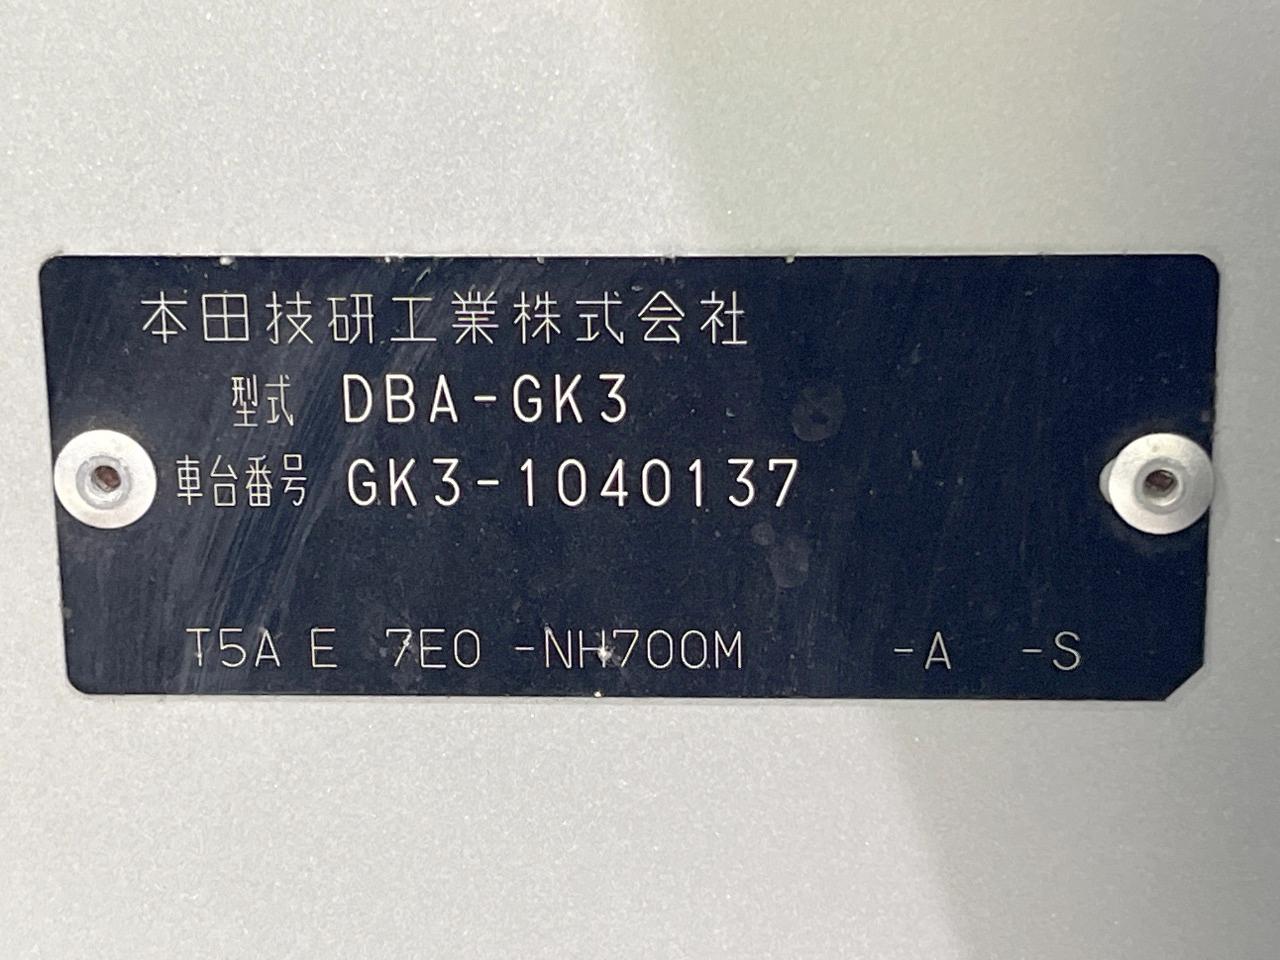 本田技研工業株式会社
型式 DBA-GK3
車台番号 GK3-1040137
T5A E 7E0 -NH700M -A -S